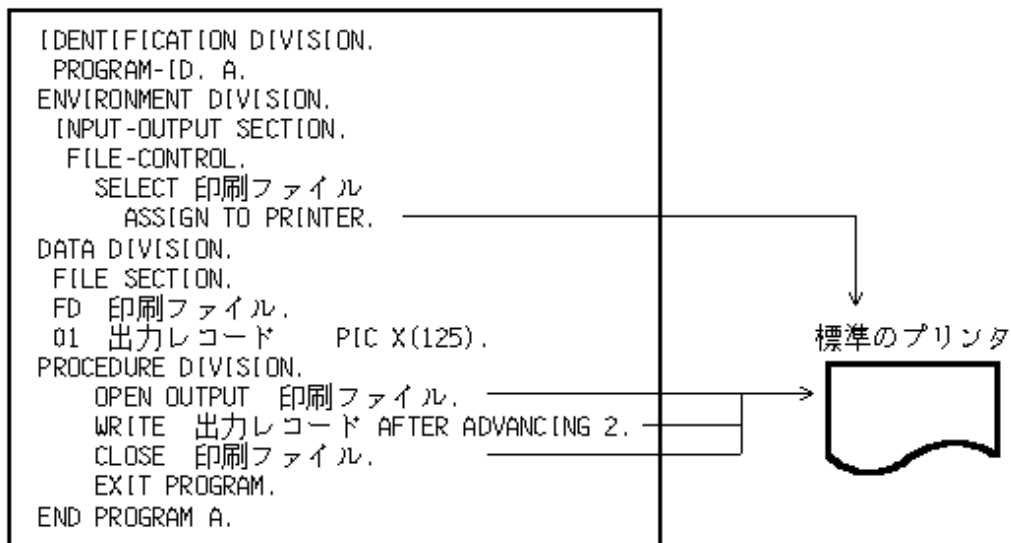 IDENTIFICATION DIVISION.
PROGRAM-ID. A.
ENVIRONMENT DIVISION.
INPUT-OUTPUT SECTION.
FILE-CONTROL.
SELECT 印刷ファイル
ASSIGN TO PRINTER.
DATA DIVISION.
FILE SECTION.
FD 印刷ファイル.
01 出力レコード PIC X(125).
PROCEDURE DIVISION.
OPEN OUTPUT 印刷ファイル.
WRITE 出力レコード AFTER ADVANCING 2.
CLOSE 印刷ファイル.
EXIT PROGRAM.
END PROGRAM A.
標準のプリンタ